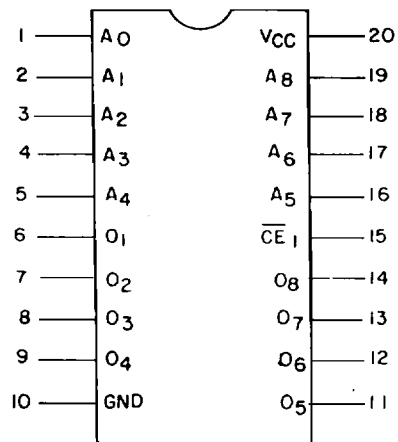 1 A0 VCC 20
2 A1 A8 19
3 A2 A7 18
4 A3 A6 17
5 A4 A5 16
6 O1 CE1 15
7 O2 O8 14
8 O3 O7 13
9 O4 O6 12
10 GND O5 11